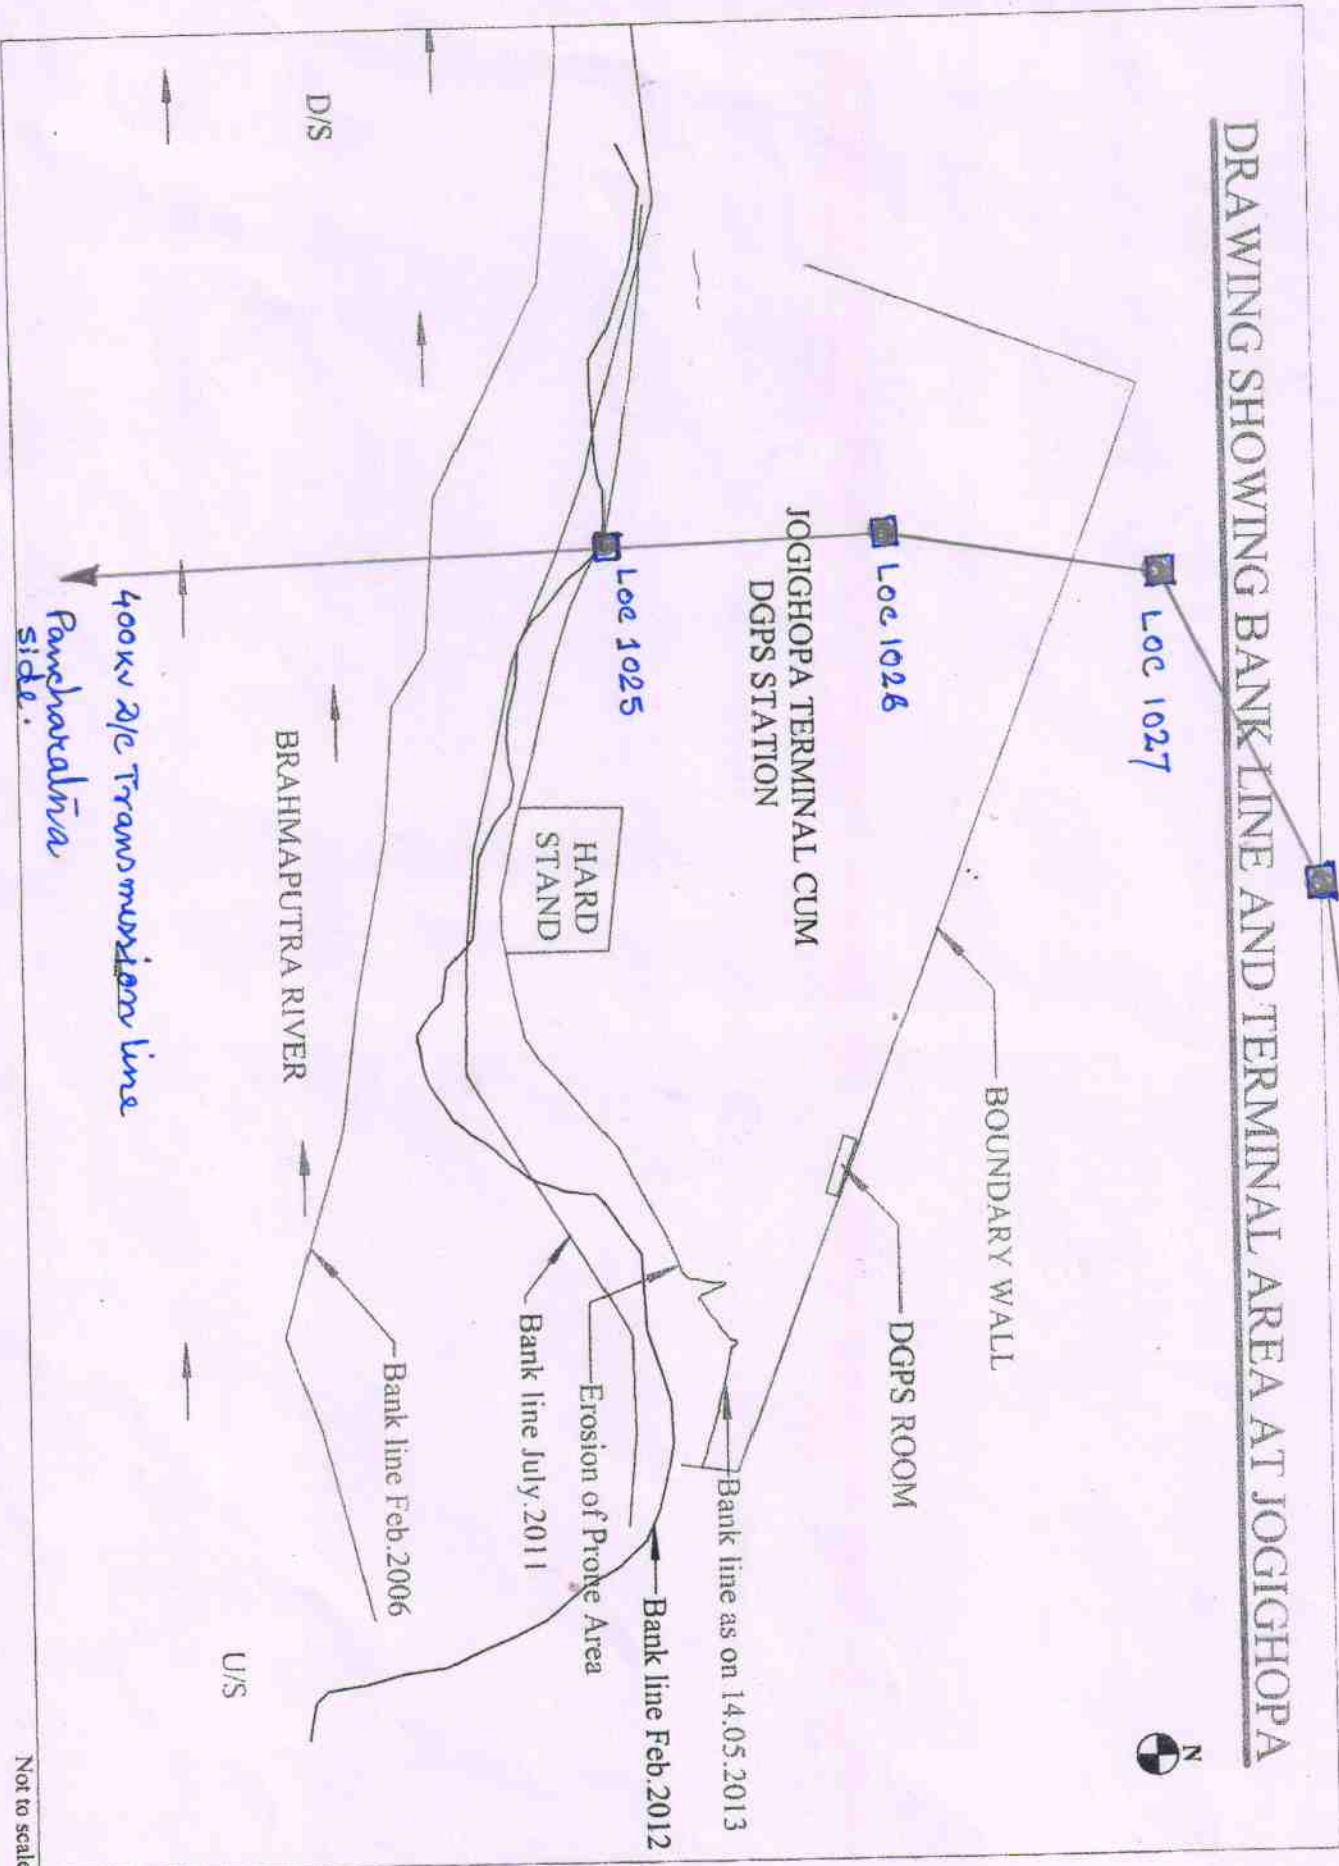 DRAWING SHOWING BANK LINE AND TERMINAL AREA AT JOGIGHOPA
N
LOC 1027
BOUNDARY WALL
LOC 1026
DGPS ROOM
JOGIGHOPA TERMINAL CUM
DGPS STATION
Bank line as on 14.05.2013
LOC 1025
Bank line Feb.2012
HARD
STAND
Erosion of Prone Area
Bank line July.2011
Bank line Feb.2006
D/S
BRAHMAPUTRA RIVER
U/S
400KV D/C Transmission line
Pancharatna
side.
Not to scale